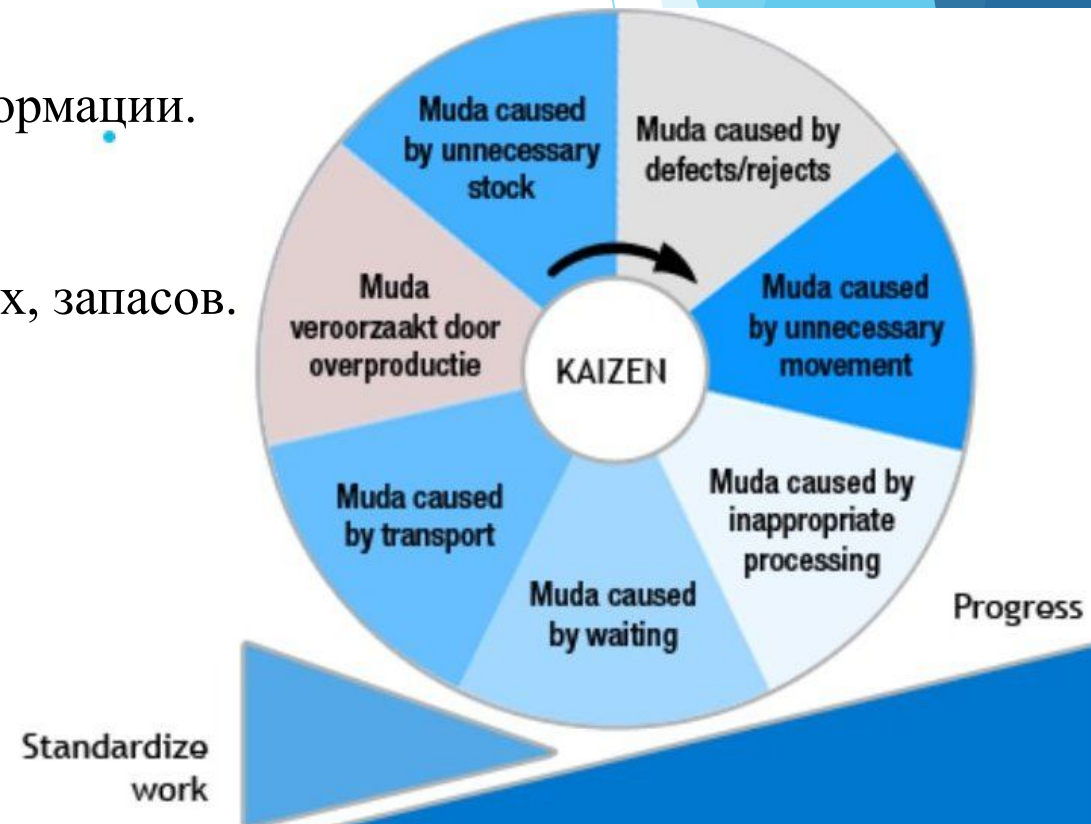 ормации.
х, запасов.
Muda caused
by unnecessary
stock
Muda caused by
defects/rejects
Muda caused
by unnecessary
movement
Muda caused by
inappropriate
processing
Muda caused
by waiting
Muda caused
by transport
Muda
veroorzaakt door
overproductie
KAIZEN
Progress
Standardize
work